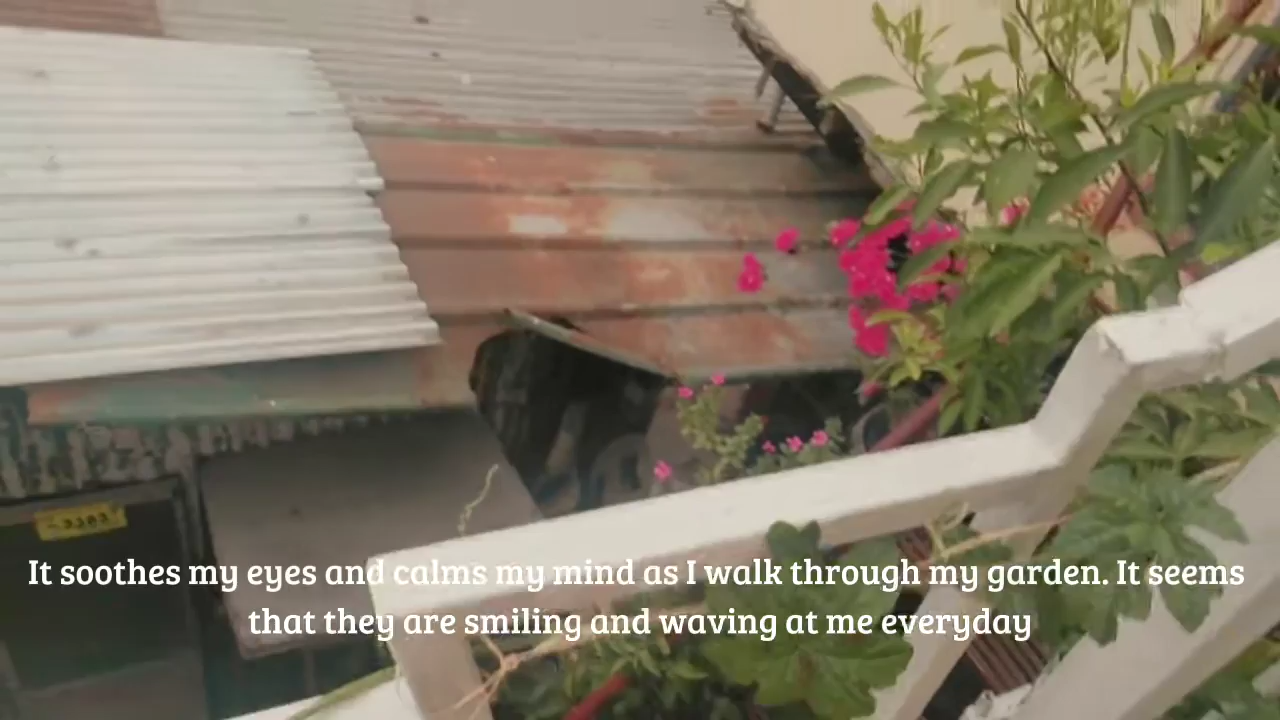 It soothes my eyes and calms my mind as I walk through my garden. It seems
that they are smiling and waving at me everyday